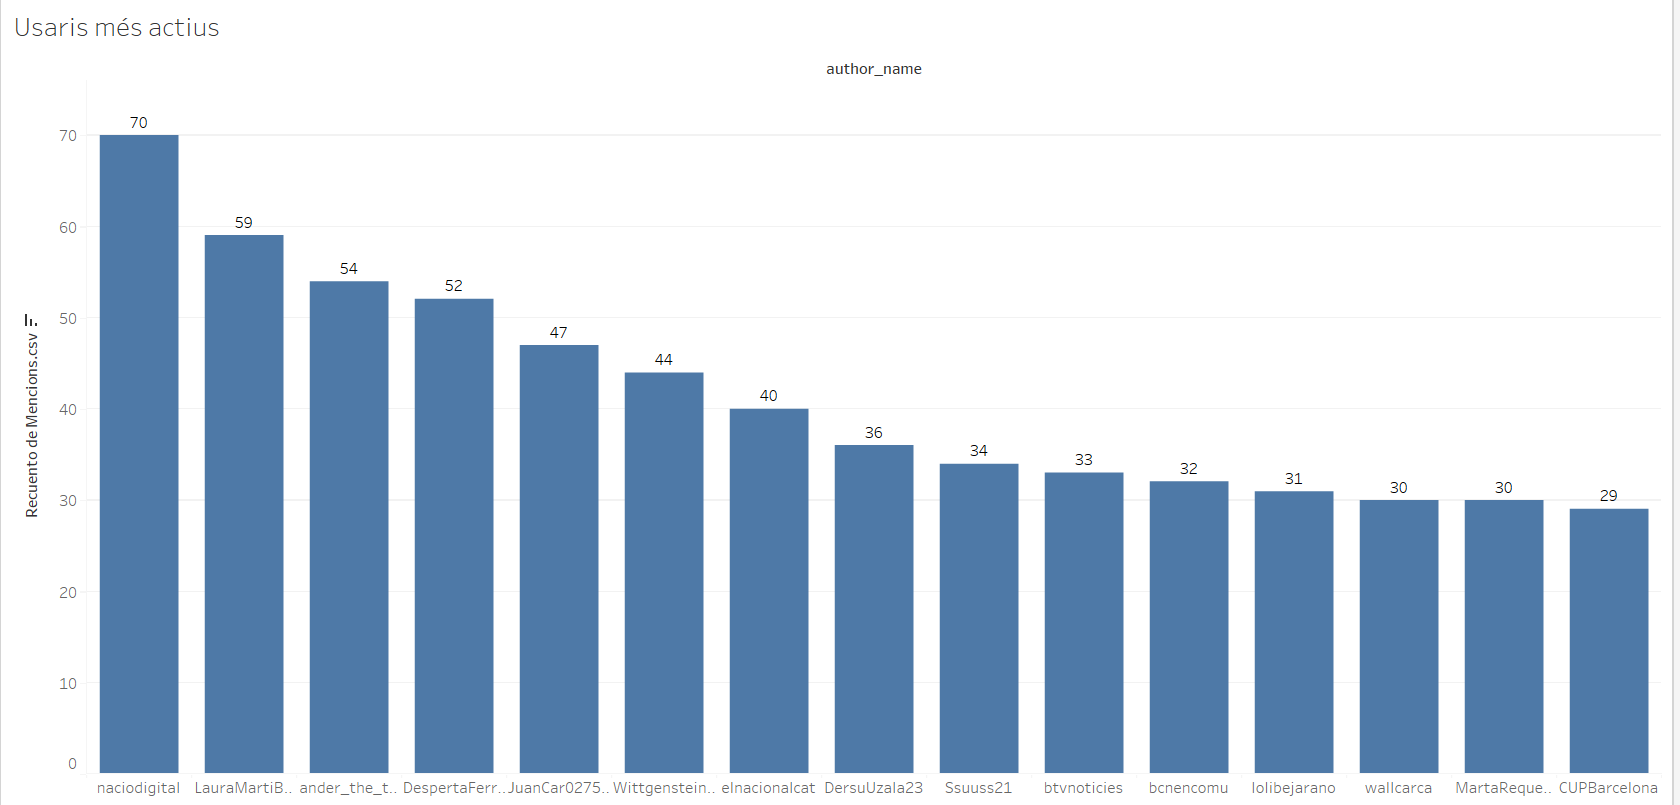 Usaris més actius
author_name
Recuento de Mencions.csv
70
60
50
40
30
20
10
0
70
59
54
52
47
44
40
36
34
33
32
31
30
30
29
naciodigital
LauraMartiB..
ander_the_t..
DespertaFerr..
JuanCar0275..
Wittgenstein..
elnacionalcat
DersuUzala23
Ssuuss21
btvnoticies
bcnencomu
lolibejarano
wallcarca
MartaReque..
CUPBarcelona